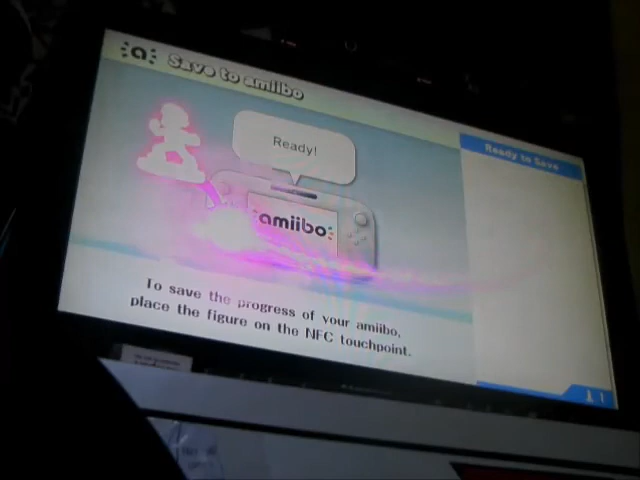 Save to amiibo
Ready!
Ready to Save
amiibo
To save the progress of your amiibo,
place the figure on the NFC touchpoint.
1